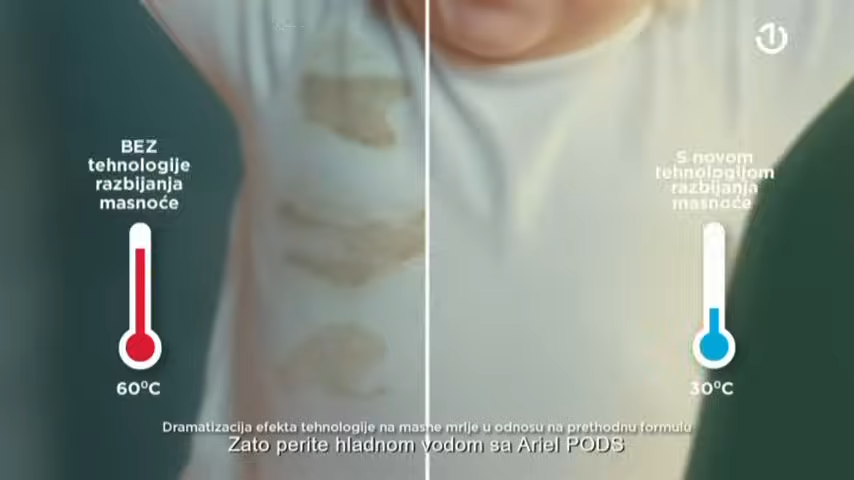 BEZ
tehnologije
razbijanja
masnoće
60°C
S novom
tehnologijom
razbijanja
masnoće
30°C
Dramatizacija efekta tehnologije na masne mrlje u odnosu na prethodnu formulu
Zato perite hladnom vodom sa Ariel PODS
1